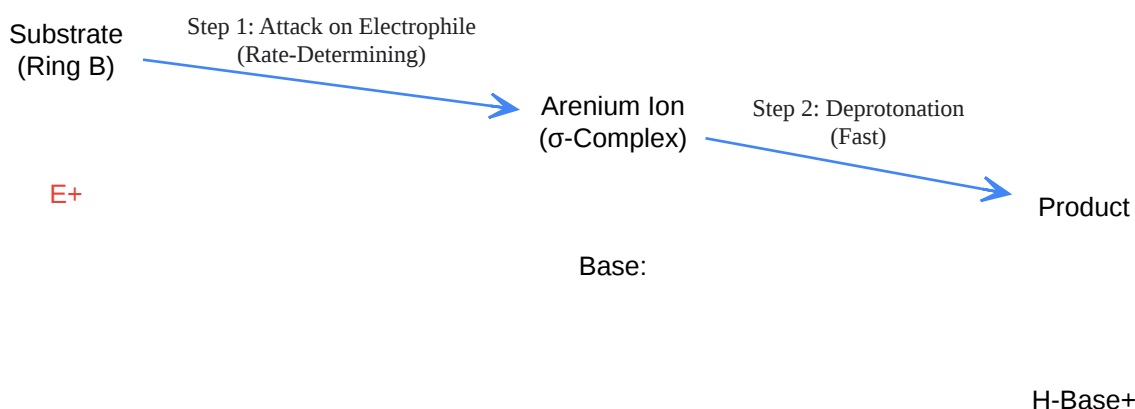 Substrate
(Ring B)
Step 1: Attack on Electrophile
(Rate-Determining)
Arenium Ion
(σ-Complex)
Step 2: Deprotonation
(Fast)
E+
Product
Base:
H-Base+